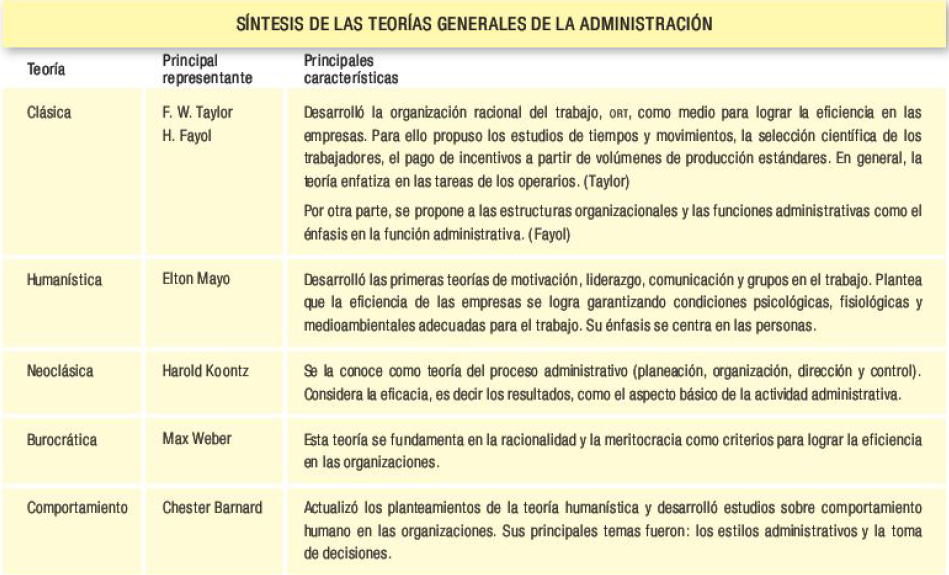 SÍNTESIS DE LAS TEORÍAS GENERALES DE LA ADMINISTRACIÓN
Teoría
Principal
representante
Principales
características
Clásica
F. W. Taylor
H. Fayol
Desarrolló la organización racional del trabajo, ORT, como medio para lograr la eficiencia en las
empresas. Para ello propuso los estudios de tiempos y movimientos, la selección científica de los
trabajadores, el pago de incentivos a partir de volúmenes de producción estándares. En general, la
teoría enfatiza en las tareas de los operarios. (Taylor)
Por otra parte, se propone a las estructuras organizacionales y las funciones administrativas como el
énfasis en la función administrativa. (Fayol)
Humanística
Elton Mayo
Desarrolló las primeras teorías de motivación, liderazgo, comunicación y grupos en el trabajo. Plantea
que la eficiencia de las empresas se logra garantizando condiciones psicológicas, fisiológicas y
medioambientales adecuadas para el trabajo. Su énfasis se centra en las personas.
Neoclásica
Harold Koontz
Se la conoce como teoría del proceso administrativo (planeación, organización, dirección y control).
Considera la eficacia, es decir los resultados, como el aspecto básico de la actividad administrativa.
Burocrática
Max Weber
Esta teoría se fundamenta en la racionalidad y la meritocracia como criterios para lograr la eficiencia
en las organizaciones.
Comportamiento
Chester Barnard
Actualizó los planteamientos de la teoría humanística y desarrolló estudios sobre comportamiento
humano en las organizaciones. Sus principales temas fueron: los estilos administrativos y la toma
de decisiones.